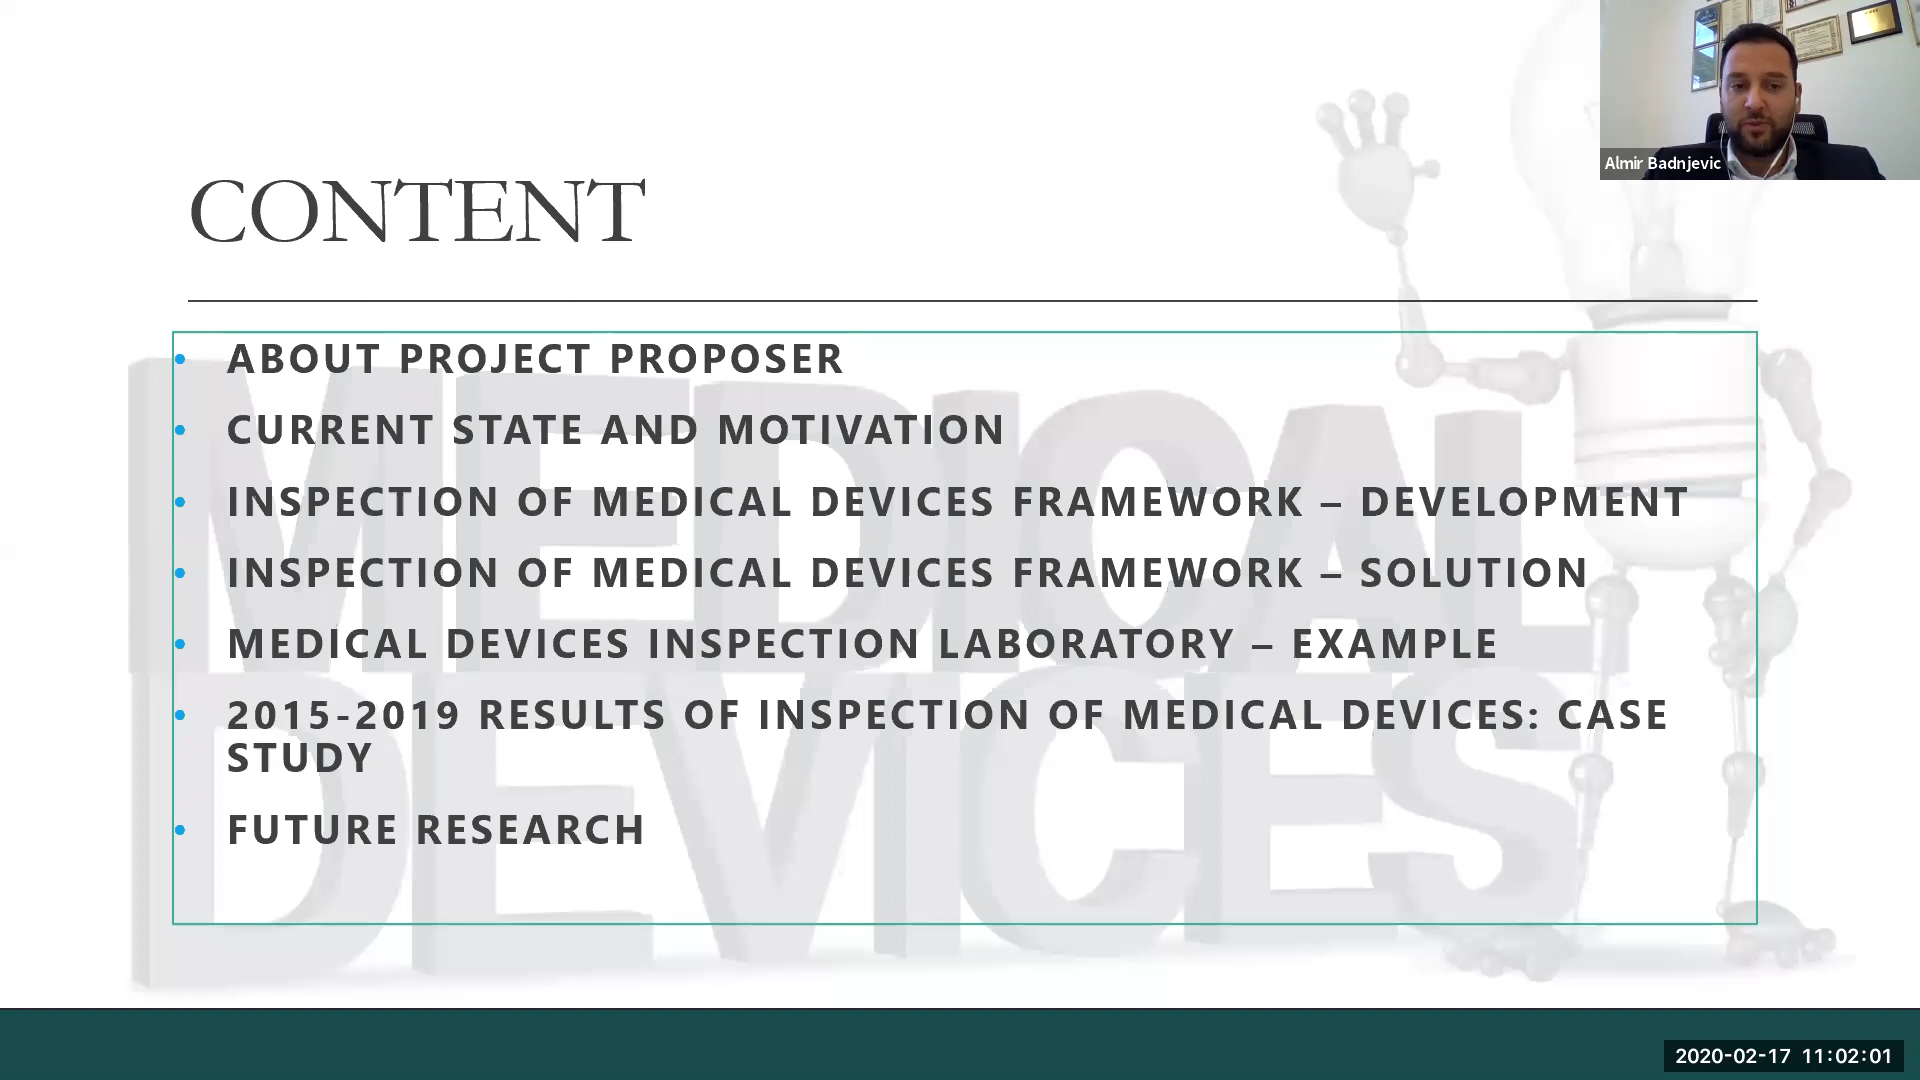 Almir Badnjevic
CONTENT
• ABOUT PROJECT PROPOSER
• CURRENT STATE AND MOTIVATION
• INSPECTION OF MEDICAL DEVICES FRAMEWORK – DEVELOPMENT
• INSPECTION OF MEDICAL DEVICES FRAMEWORK – SOLUTION
• MEDICAL DEVICES INSPECTION LABORATORY – EXAMPLE
• 2015-2019 RESULTS OF INSPECTION OF MEDICAL DEVICES: CASE
STUDY
• FUTURE RESEARCH
MEDICAL
DEVICES
2020-02-17 11:02:01